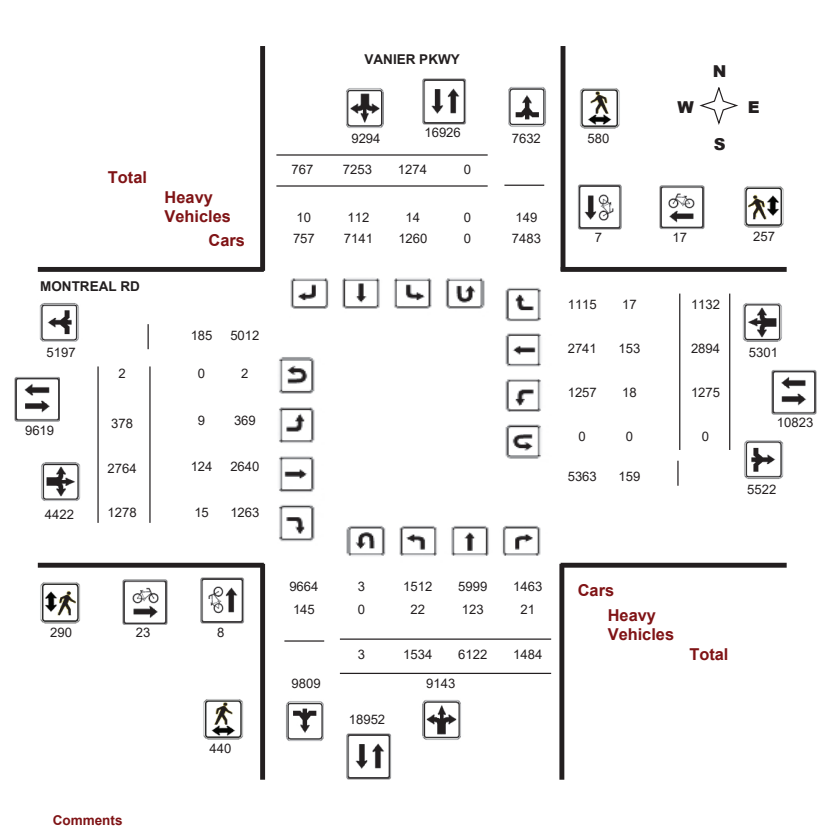 VANIER PKWY
N
W E
S
9294 16926 7632 580
Total 767 7253 1274 0
Heavy
Vehicles 10 112 14 0 149
Cars 757 7141 1260 0 7483
7 17 257
MONTREAL RD
5197
185 5012
1115 17 1132
2741 153 2894
5301
2 0 2
9619
1257 18 1275
10823
378 9 369
0 0 0
2764 124 2640
5363 159
5522
4422
1278 15 1263
290 23 8
9664 3 1512 5999 1463 Cars
145 0 22 123 21 Heavy
Vehicles
3 1534 6122 1484 Total
9809 9143
18952
440
Comments